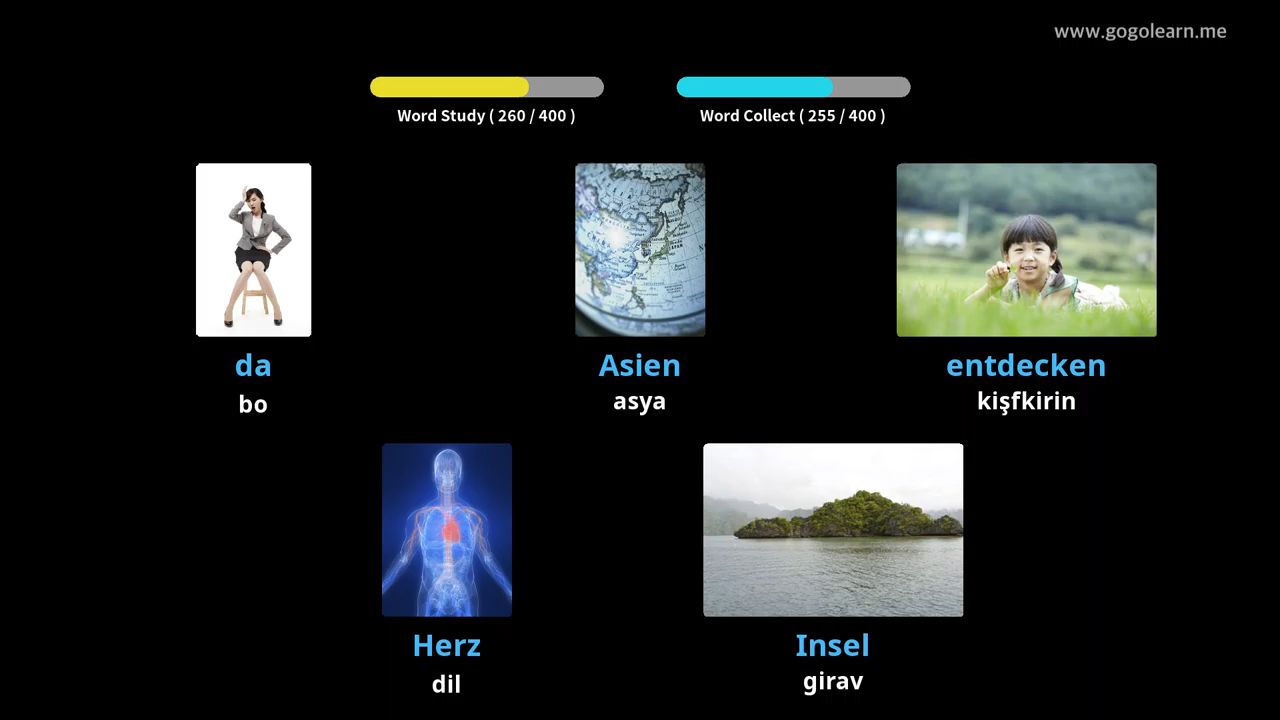 www.gogolearn.me
Word Study ( 260 / 400 )
Word Collect ( 255 / 400 )
da
bo
Asien
asya
entdecken
kişfkirin
Herz
dil
Insel
girav